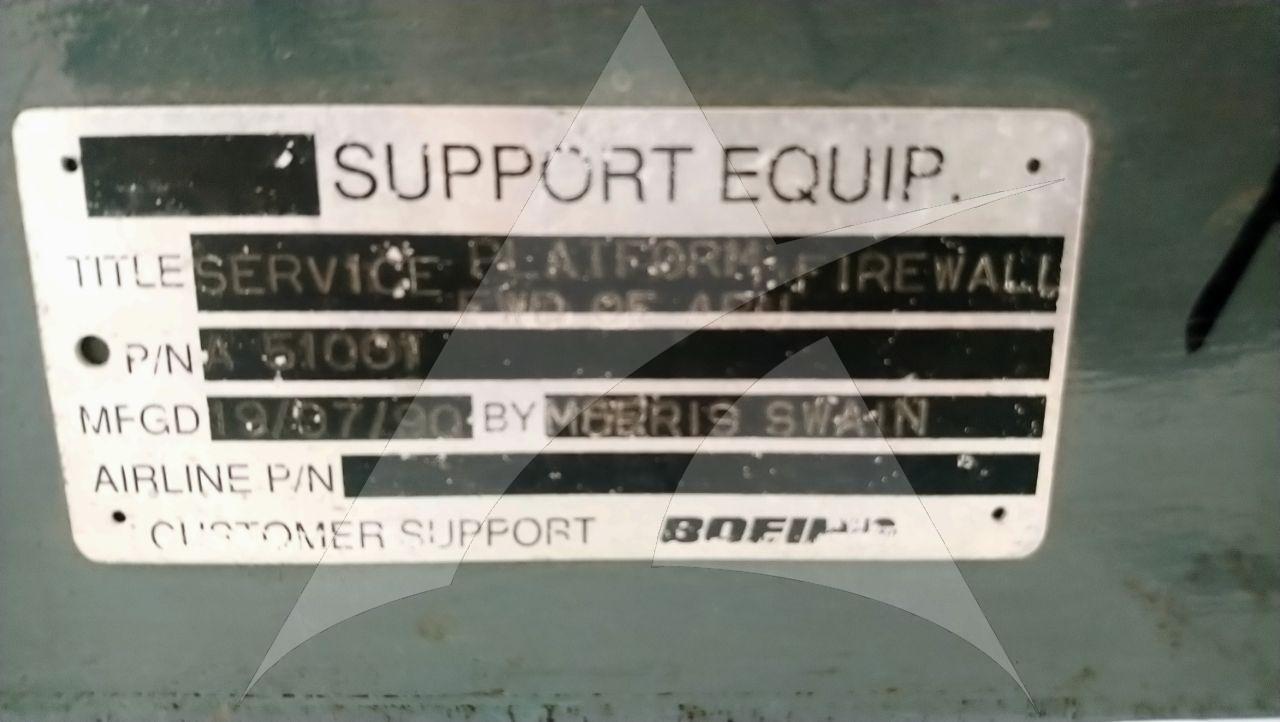 SUPPORT EQUIP.
TITLE SERVICE PLATFORM, FIREWALL
FWD OF APU
P/N A 51001
MFGD 19/07/90 BY MORRIS SWAIN
AIRLINE P/N
CUSTOMER SUPPORT BOEING